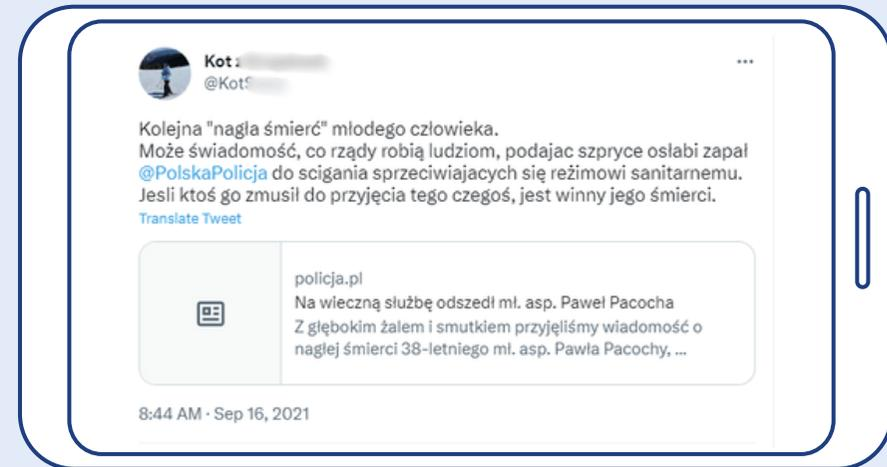 Kot
@Kot
Kolejna "nagła śmierć" młodego człowieka.
Może świadomość, co rządy robią ludziom, podajac szpryce osłabi zapał
@PolskaPolicja do scigania sprzeciwiajacych się reżimowi sanitarnemu.
Jesli ktoś go zmusił do przyjęcia tego czegoś, jest winny jego śmierci.
Translate Tweet
policja.pl
Na wieczną służbę odszedł mł. asp. Paweł Pacocha
Z głębokim żalem i smutkiem przyjęliśmy wiadomość o
nagłej śmierci 38-letniego mł. asp. Pawła Pacochy, ...
8:44 AM · Sep 16, 2021